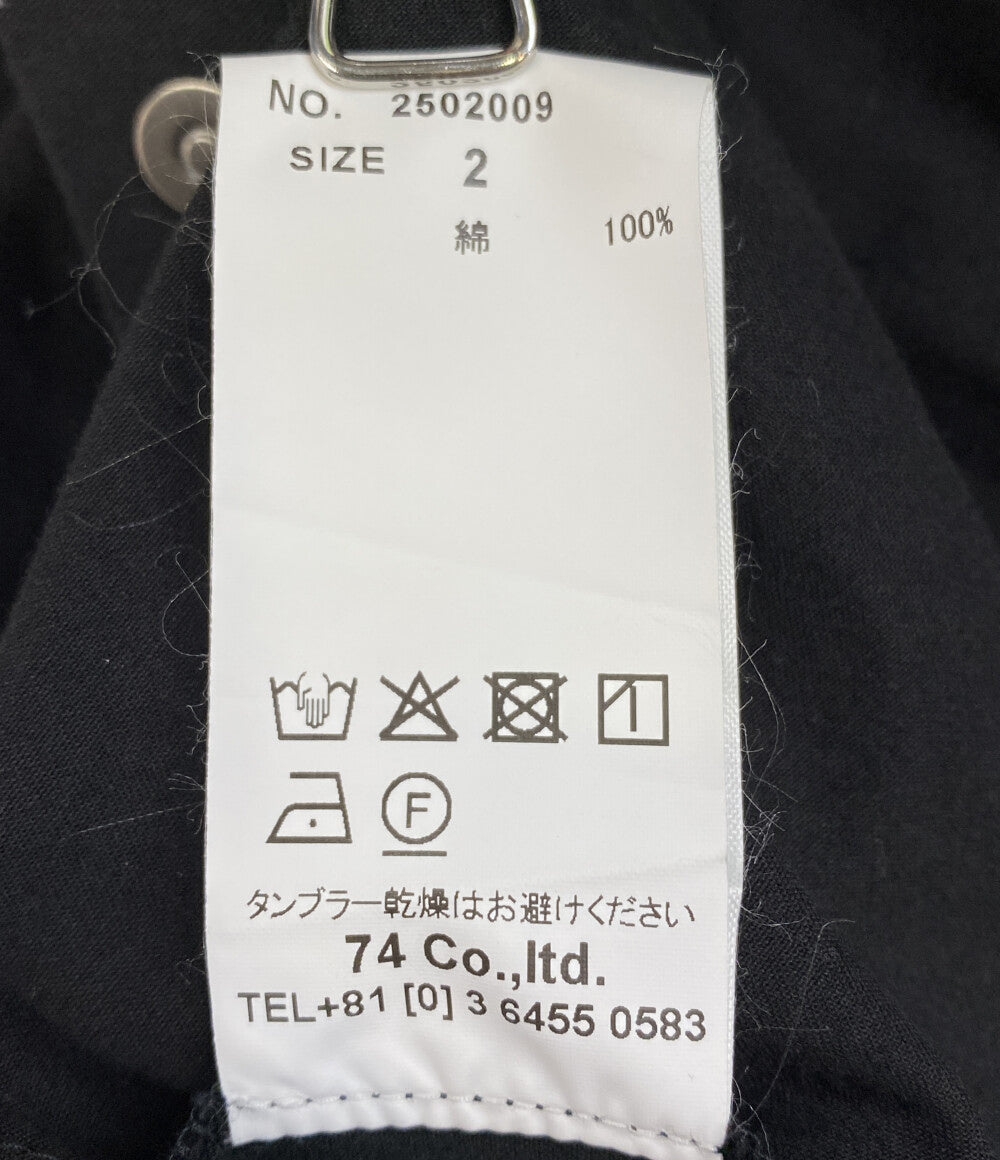 NO. 2502009
SIZE 2
綿 100%
F
タンブラー乾燥はお避けください
74 Co.,ltd.
TEL+81 [0] 3 6455 0583